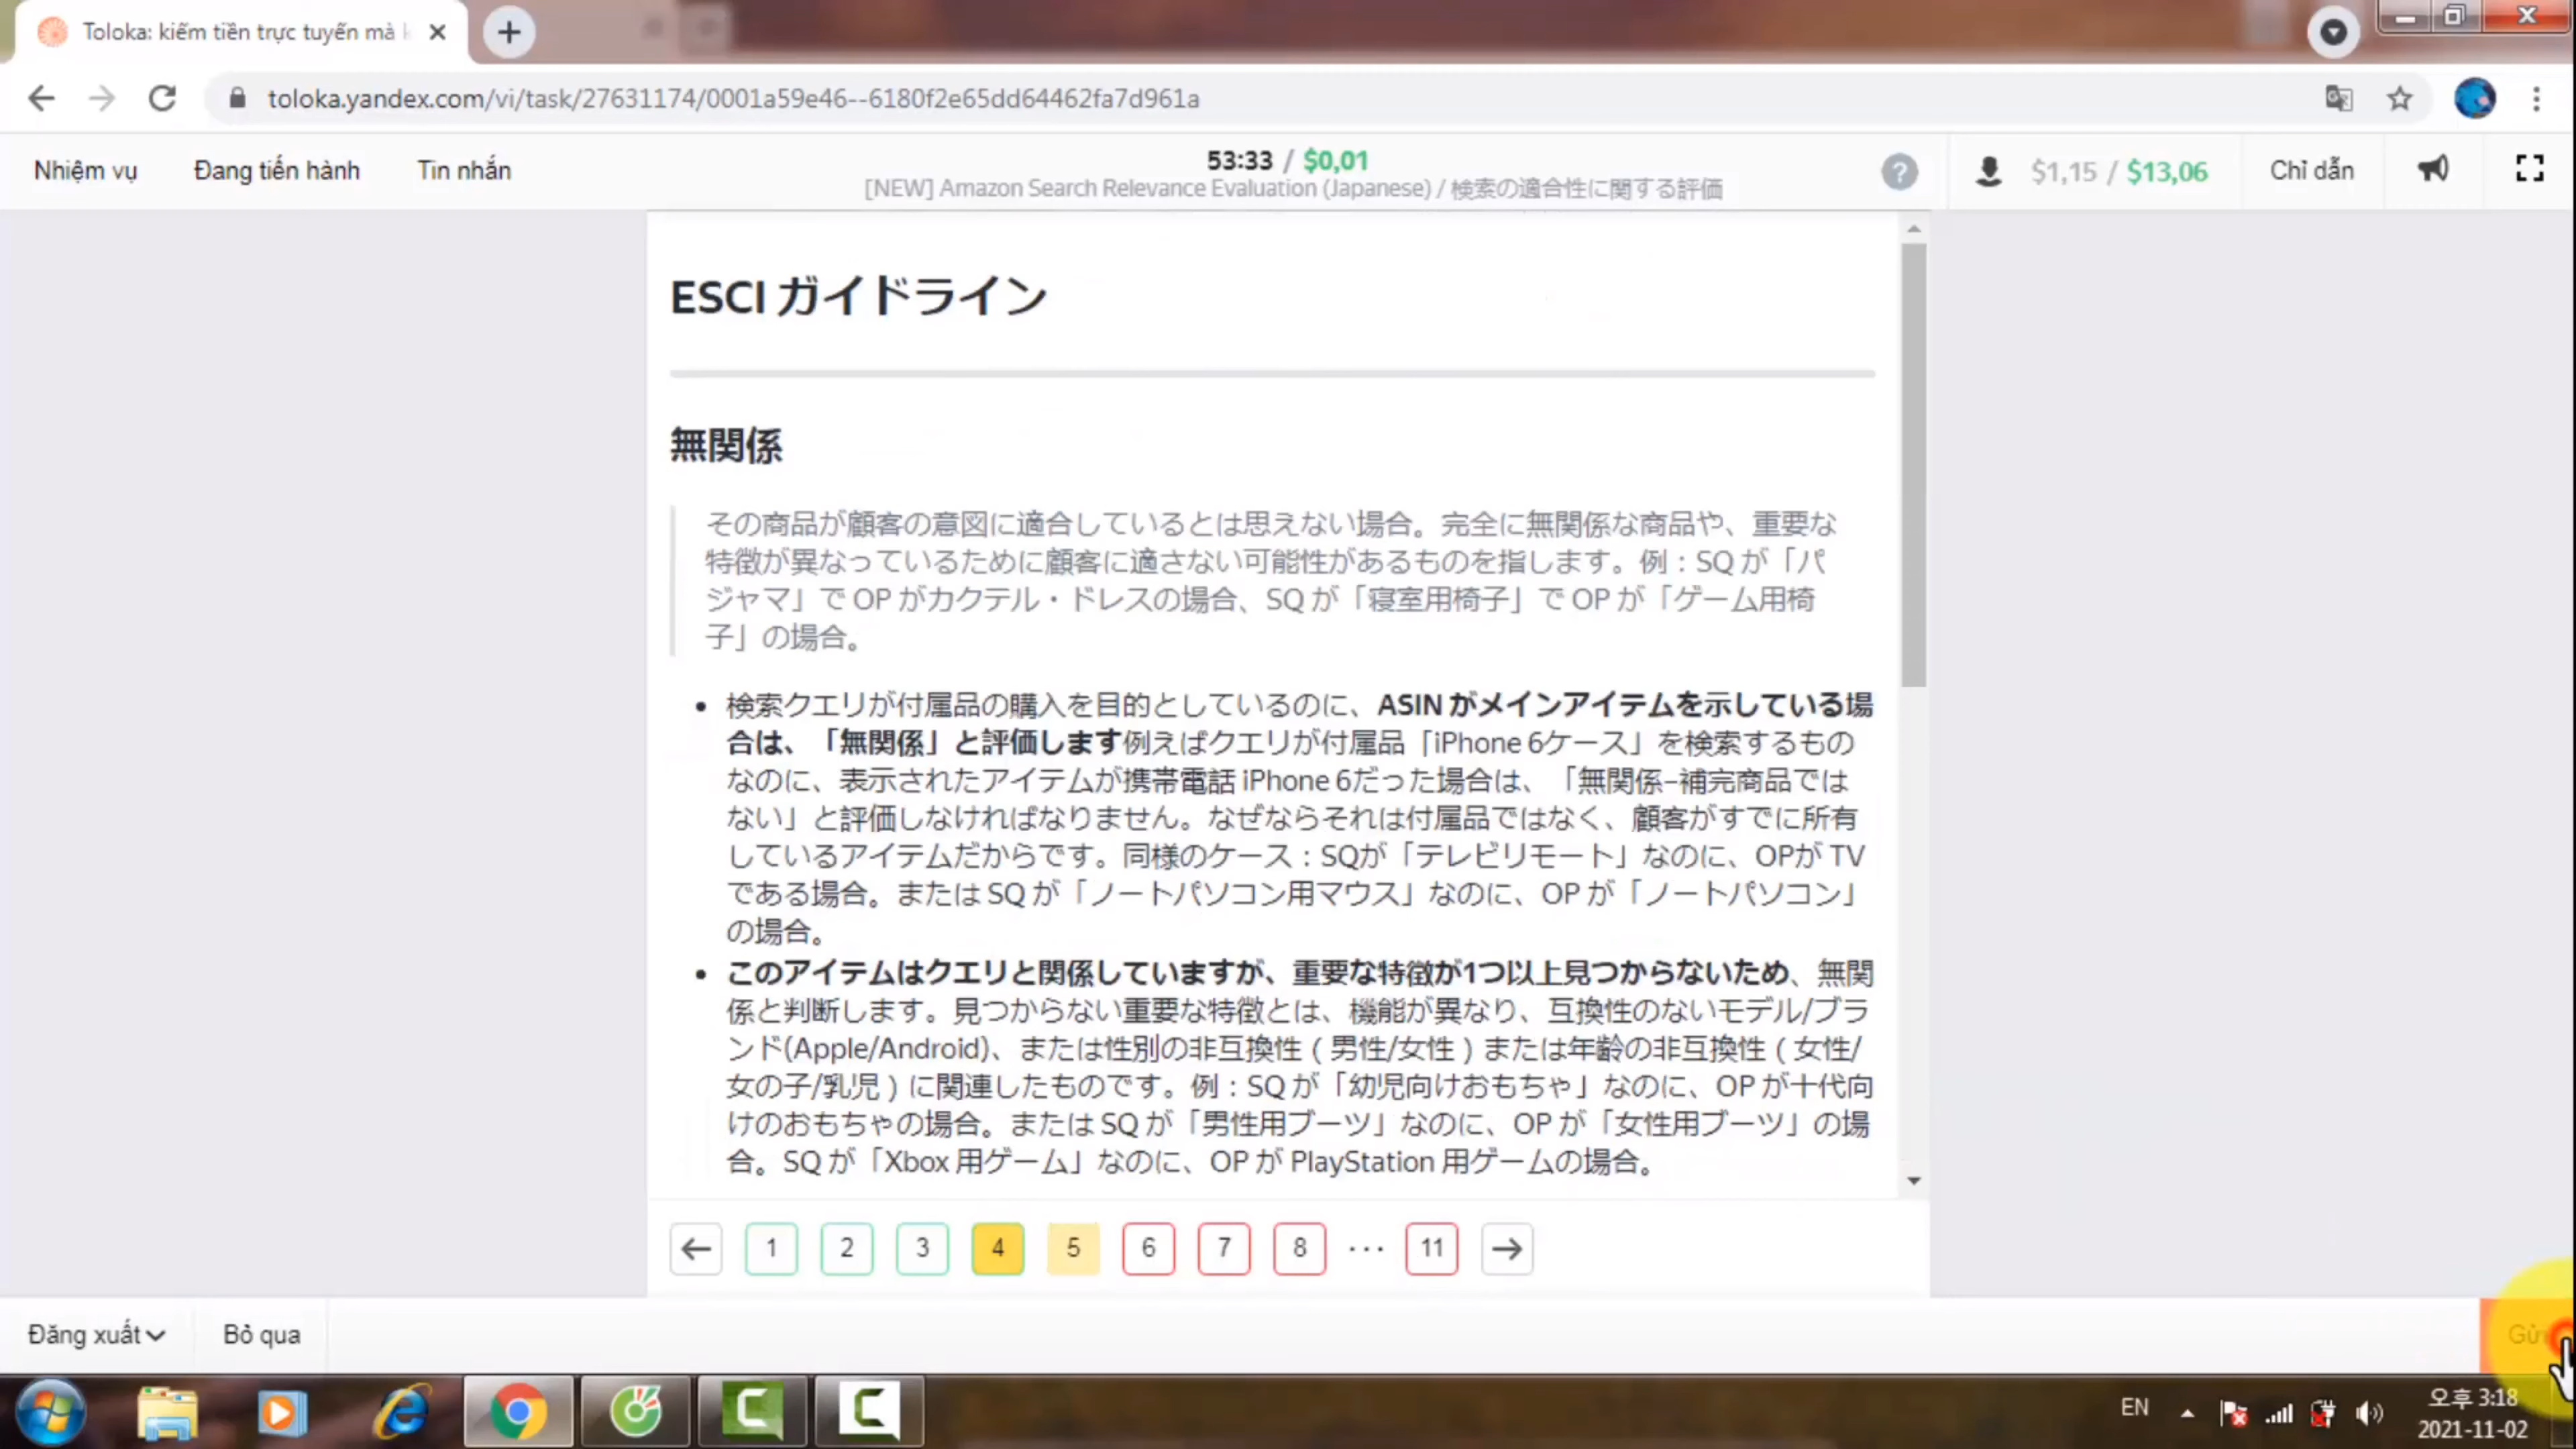 Toloka: kiếm tiền trực tuyến mà
toloka.yandex.com/vi/task/27631174/0001a59e46--6180f2e65dd64462fa7d961a
Nhiệm vụ Đang tiến hành Tin nhắn
53:33 / $0,01
[NEW] Amazon Search Relevance Evaluation (Japanese) / 検索の適合性に関する評価
? $1,15 / $13,06 Chỉ dẫn
ESCI ガイドライン
無関係
その商品が顧客の意図に適合しているとは思えない場合。完全に無関係な商品や、重要な
特徴が異なっているために顧客に適さない可能性があるものを指します。例：SQ が「パ
ジャマ」で OP がカクテル・ドレスの場合、SQ が「寝室用椅子」で OP が「ゲーム用椅
子」の場合。
• 検索クエリが付属品の購入を目的としているのに、ASIN がメインアイテムを示している場
合は、「無関係」と評価します例えばクエリが付属品「iPhone 6ケース」を検索するもの
なのに、表示されたアイテムが携帯電話 iPhone 6だった場合は、「無関係–補完商品では
ない」と評価しなければなりません。なぜならそれは付属品ではなく、顧客がすでに所有
しているアイテムだからです。同様のケース：SQが「テレビリモート」なのに、OPが TV
である場合。または SQ が「ノートパソコン用マウス」なのに、OP が「ノートパソコン」
の場合。
• このアイテムはクエリと関係していますが、重要な特徴が1つ以上見つからないため、無関
係と判断します。見つからない重要な特徴とは、機能が異なり、互換性のないモデル/ブラ
ンド(Apple/Android)、または性別の非互換性 ( 男性/女性 ) または年齢の非互換性 ( 女性/
女の子/乳児 ) に関連したものです。例：SQ が「幼児向けおもちゃ」なのに、OP が十代向
けのおもちゃの場合。または SQ が「男性用ブーツ」なのに、OP が「女性用ブーツ」の場
合。SQ が「Xbox 用ゲーム」なのに、OP が PlayStation 用ゲームの場合。
1 2 3 4 5 6 7 8 ... 11
Đăng xuất Bỏ qua
EN
오후 3:18
2021-11-02